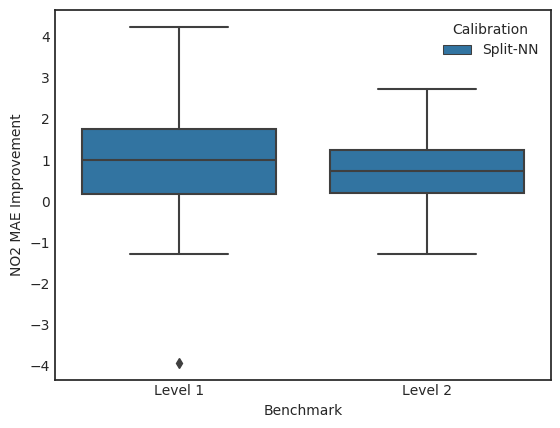 Calibration
Split-NN
NO2 MAE Improvement
4
3
2
1
0
−1
−2
−3
−4
Level 1
Level 2
Benchmark